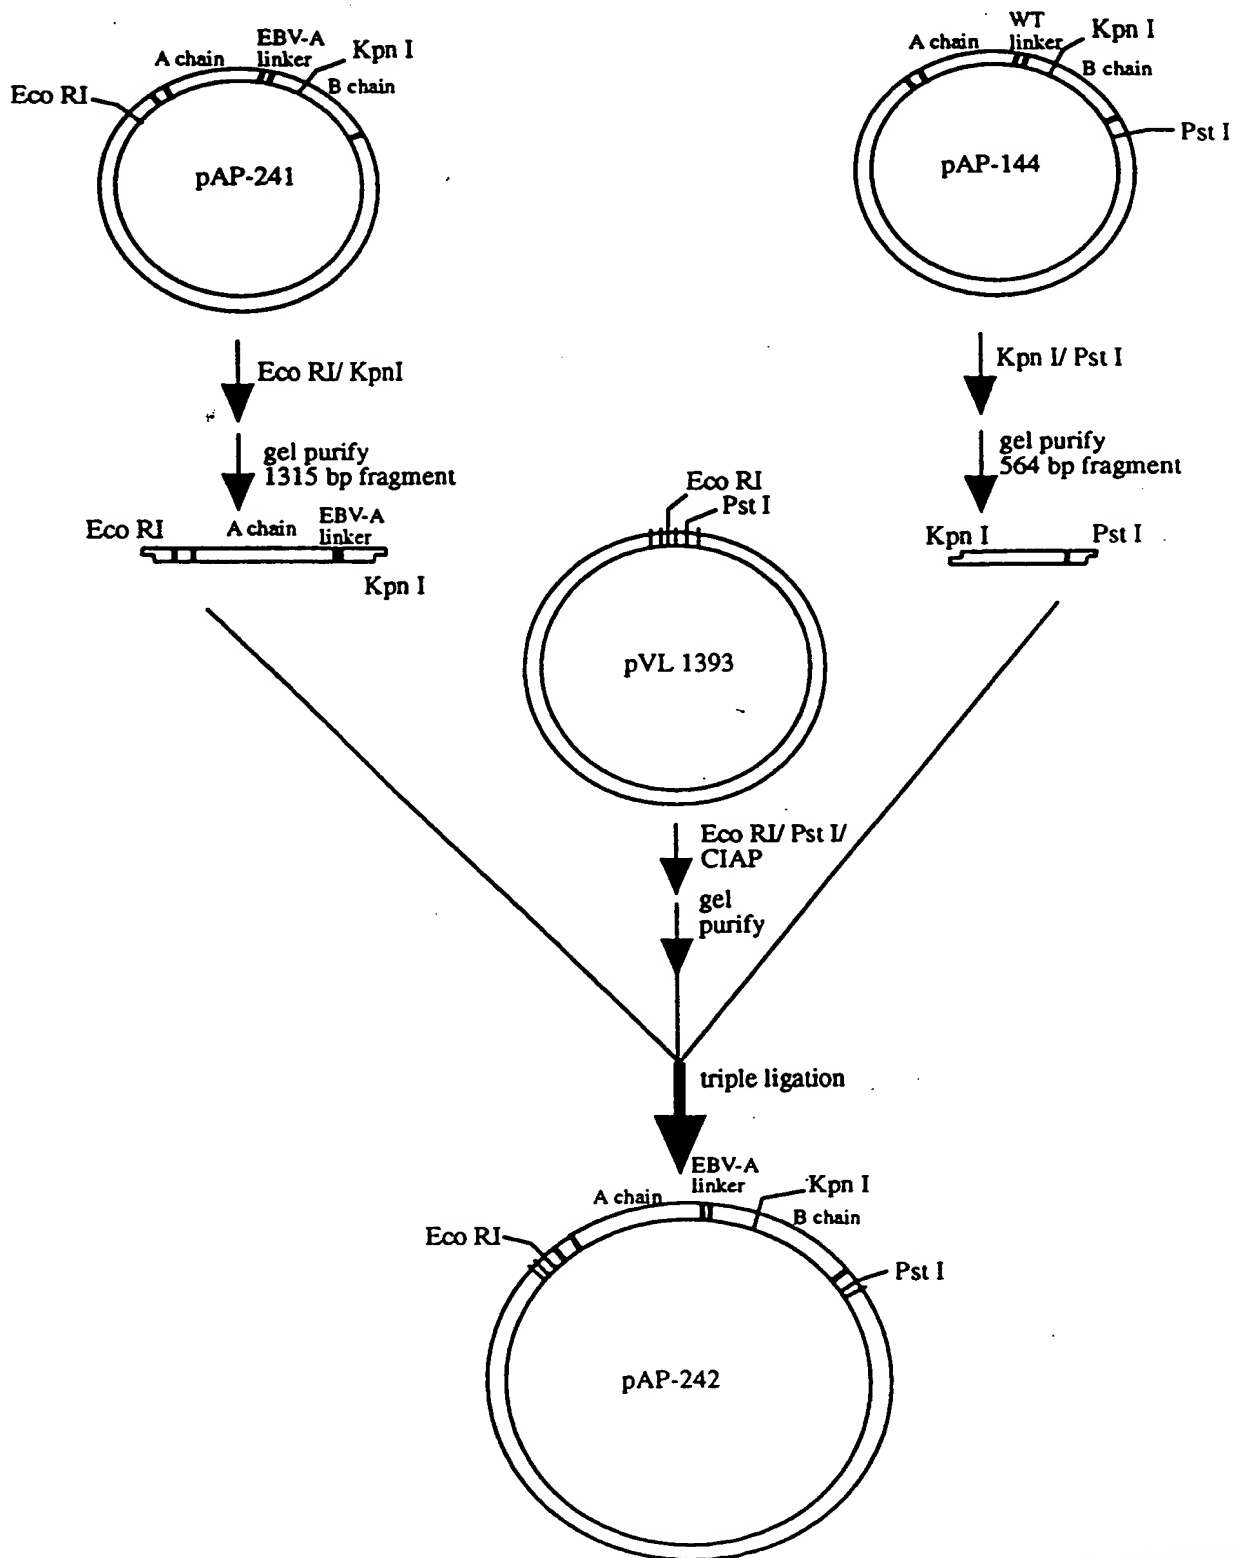 A chain
EBV-A
linker
Kpn I
B chain
Eco RI
pAP-241
A chain
WT
linker
Kpn I
B chain
Pst I
pAP-144
Eco RI/ KpnI
gel purify
1315 bp fragment
Kpn I/ Pst I
gel purify
564 bp fragment
Eco RI
A chain
EBV-A
linker
Kpn I
Eco RI
Pst I
Kpn I
Pst I
pVL 1393
Eco RI/ Pst I/
CIAP
gel
purify
triple ligation
EBV-A
linker
A chain
Kpn I
B chain
Eco RI
Pst I
pAP-242